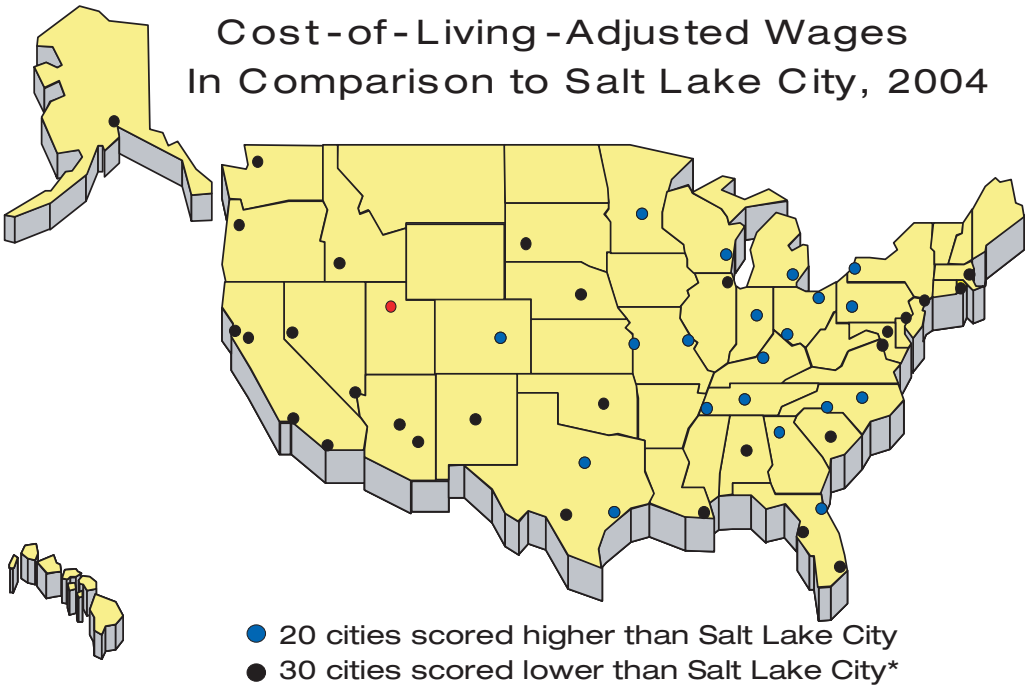 Cost-of-Living-Adjusted Wages
In Comparison to Salt Lake City, 2004
20 cities scored higher than Salt Lake City
30 cities scored lower than Salt Lake City*